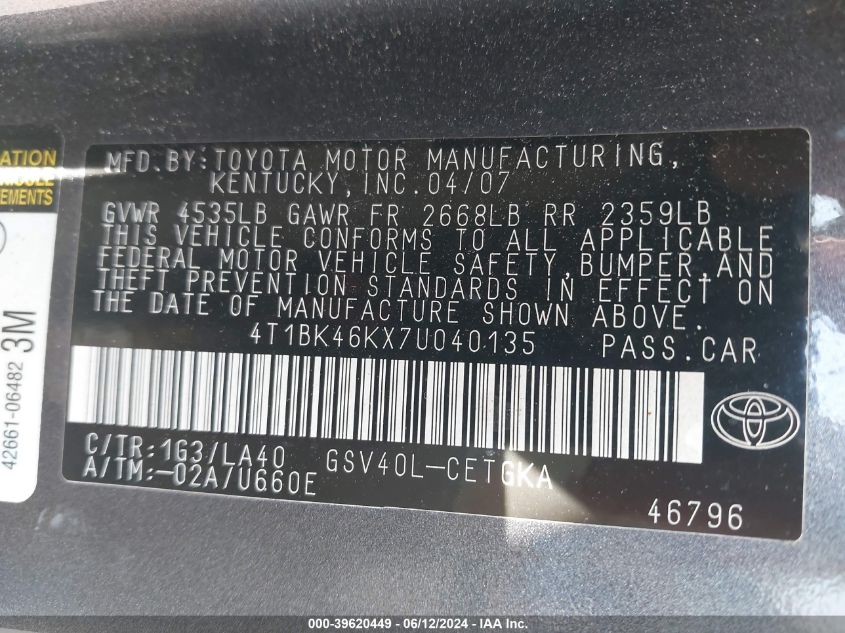 ATION
EMENTS
42661-06482 3M
MFD.BY:TOYOTA MOTOR MANUFACTURING,
KENTUCKY,INC.04/07
GVWR 4535LB GAWR FR 2668LB RR 2359LB
THIS VEHICLE CONFORMS TO ALL APPLICABLE
FEDERAL MOTOR VEHICLE SAFETY,BUMPER,AND
THEFT PREVENTION STANDARDS IN EFFECT ON
THE DATE OF MANUFACTURE SHOWN ABOVE.
4T1BK46KX7U040135 PASS.CAR
C/TR:1G3/LA40 GSV40L-CETGKA
A/TM:-02A/U660E
46796
000-39620449 - 06/12/2024 - IAA Inc.